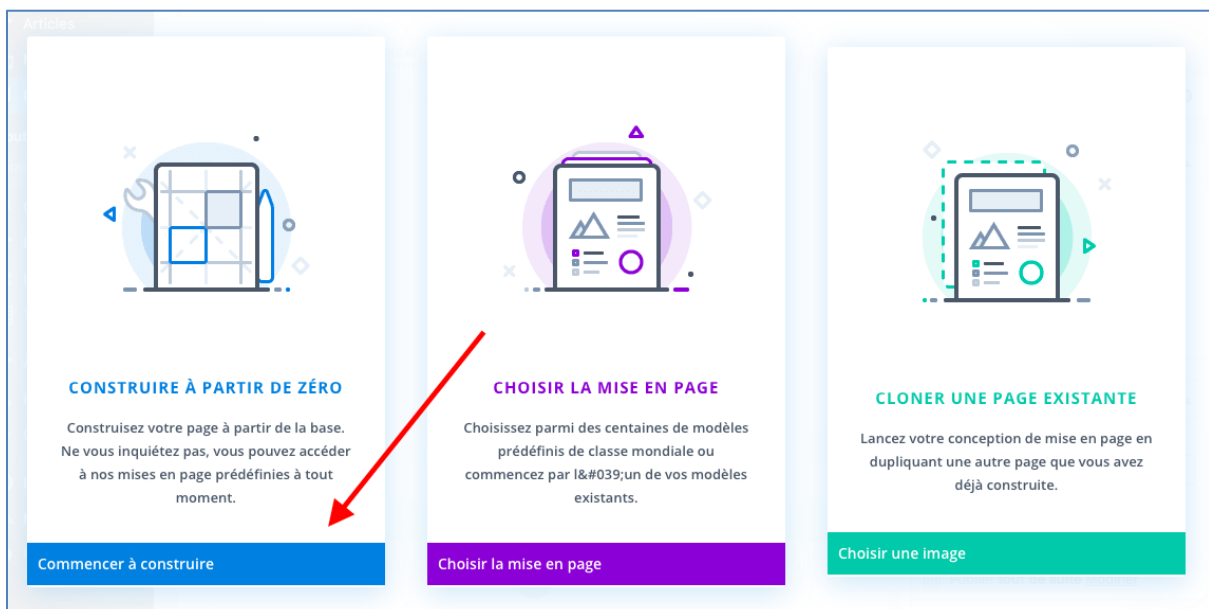 Articles
CONSTRUIRE À PARTIR DE ZÉRO
Construisez votre page à partir de la base.
Ne vous inquiétez pas, vous pouvez accéder
à nos mises en page prédéfinies à tout
moment.
Commencer à construire
CHOISIR LA MISE EN PAGE
Choisissez parmi des centaines de modèles
prédéfinis de classe mondiale ou
commencez par l&#039;un de vos modèles
existants.
Choisir la mise en page
CLONER UNE PAGE EXISTANTE
Lancez votre conception de mise en page en
dupliquant une autre page que vous avez
déjà construite.
Choisir une image